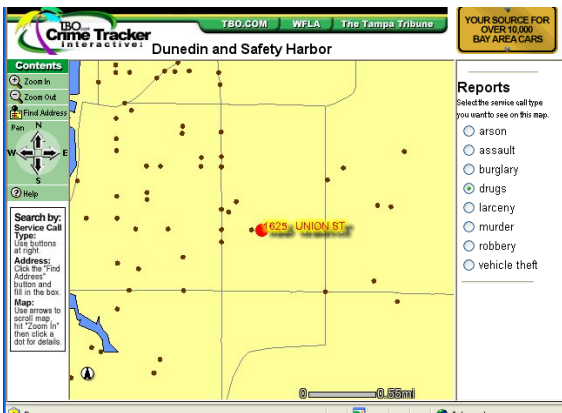 TBO.com
Crime Tracker
Interactive:
TBO.COM
WFLA
The Tampa Tribune
YOUR SOURCE FOR
OVER 10,000
BAY AREA CARS
Dunedin and Safety Harbor
Contents
Zoom In
Zoom Out
Find Address
Pan
N
W
E
S
Help
Search by:
Service Call
Type:
Use buttons
at right.
Address:
Click the "Find
Address"
button and
fill in the box.
Map:
Use arrows to
scroll map,
hit "Zoom In"
then click a
dot for details.
1625 UNION ST
0
0.55mi
Reports
Select the service call type
you want to see on this map.
arson
assault
burglary
drugs
larceny
murder
robbery
vehicle theft